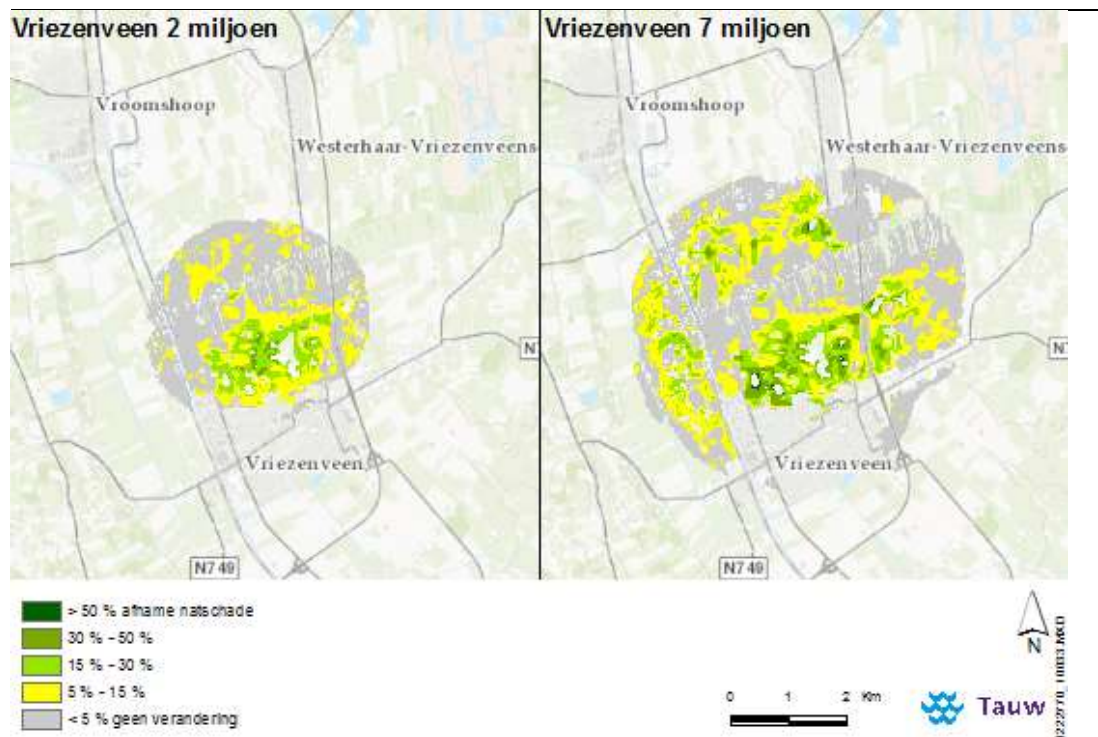 Vriezenveen 2 miljoen
Vriezenveen 7 miljoen
Vroomshoop
Westerhaar-Vriezenveens
Vriezenveen
N7
N749
Vroomshoop
Westerhaar-Vriezenveens
Vriezenveen
N7
N749
> 50 % afname natschade
30 % - 50 %
15 % - 30 %
5 % - 15 %
< 5 % geen verandering
0 1 2 Km
Tauw
N